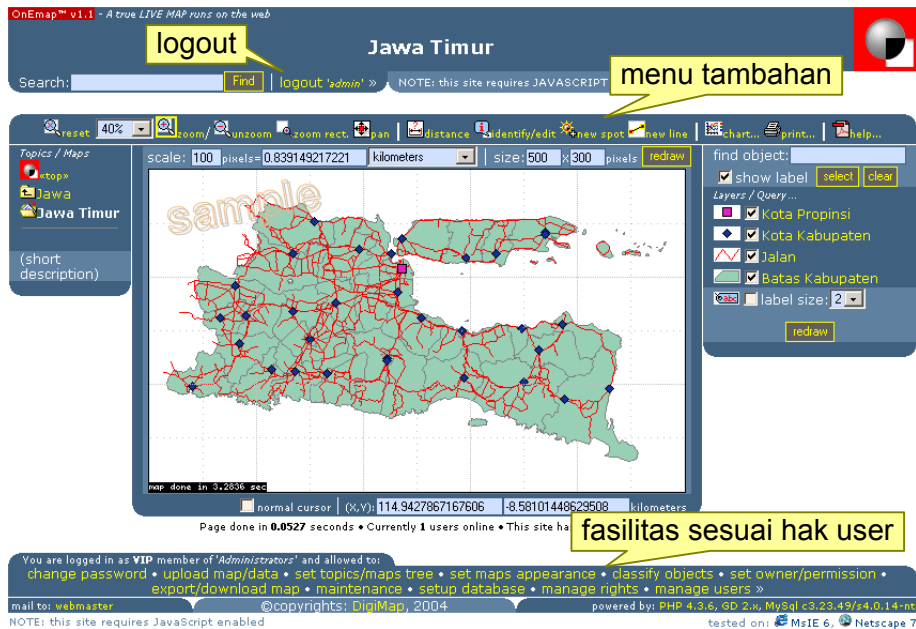 OnEmap™ v1.1 - A true LIVE MAP runs on the web
logout
Jawa Timur
menu tambahan
Search: Find logout 'admin' » NOTE: this site requires JAVASCRIPT
reset 40% zoom/ unzoom zoom rect. pan distance identify/edit new spot new line chart... print... help...
Topics / Maps
«top»
Jawa
Jawa Timur
(short
description)
scale: 100 pixels= 0.839149217221 kilometers size: 500 x 300 pixels redraw
sample
map done in 3.2836 sec
normal cursor (X,Y): 114.9427867167606 -8.58101448629508 kilometers
find object:
show label select clear
Layers / Query...
Kota Propinsi
Kota Kabupaten
Jalan
Batas Kabupaten
abc label size: 2
redraw
Page done in 0.0527 seconds • Currently 1 users online • This site ha
fasilitas sesuai hak user
You are logged in as VIP member of 'Administrators' and allowed to:
change password • upload map/data • set topics/maps tree • set maps appearance • classify objects • set owner/permission •
export/download map • maintenance • setup database • manage rights • manage users »
mail to: webmaster ©copyrights: DigiMap, 2004 powered by: PHP 4.3.6, GD 2.x, MySql c3.23.49/s4.0.14-nt
NOTE: this site requires JavaScript enabled tested on: MsIE 6, Netscape 7